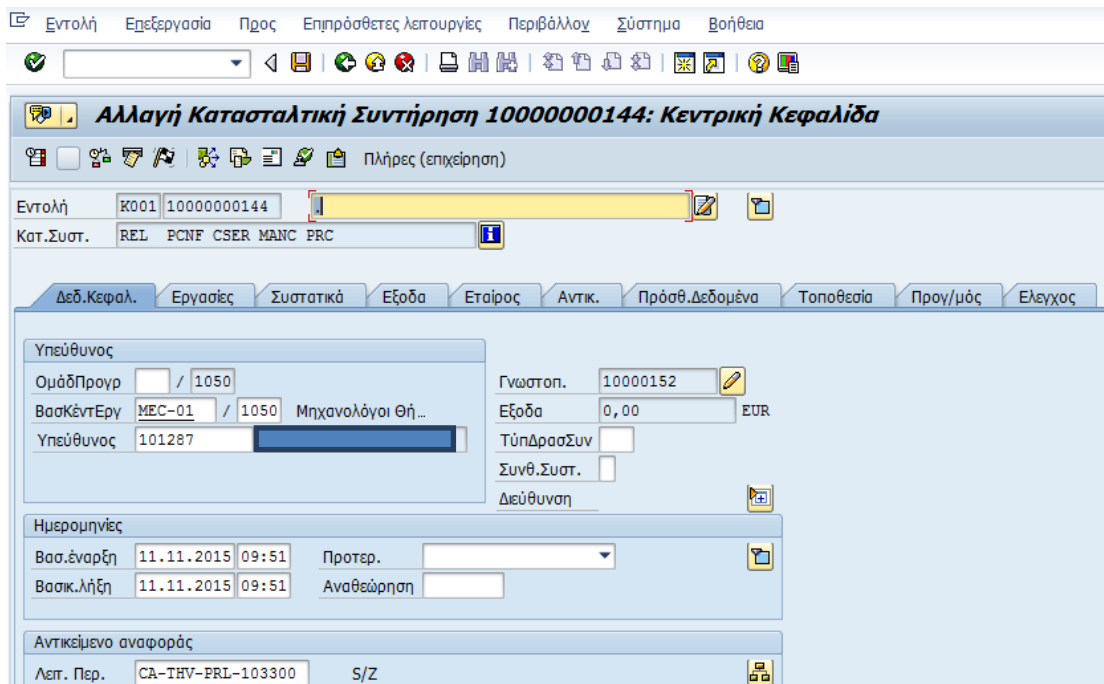 Εντολή Επεξεργασία Προς Επιπρόσθετες λειτουργίες Περιβάλλον Σύστημα Βοήθεια
Αλλαγή Κατασταλτική Συντήρηση 10000000144: Κεντρική Κεφαλίδα
Πλήρες (επιχείρηση)
Εντολή K001 10000000144 .
Κατ.Συστ. REL PCNF CSER MANC PRC
Δεδ.Κεφαλ. Εργασίες Συστατικά Εξοδα Εταίρος Αντικ. Πρόσθ.Δεδομένα Τοποθεσία Προγ/μός Ελεγχος
Υπεύθυνος
ΟμάδΠρογρ / 1050 Γνωστοπ. 10000152
ΒασΚέντΕργ MEC-01 / 1050 Μηχανολόγοι Θή… Εξοδα 0,00 EUR
Υπεύθυνος 101287 ΤύπΔρασΣυν
Συνθ.Συστ.
Διεύθυνση
Ημερομηνίες
Βασ.έναρξη 11.11.2015 09:51 Προτερ.
Βασικ.λήξη 11.11.2015 09:51 Αναθεώρηση
Αντικείμενο αναφοράς
Λειτ. Περ. CA-THV-PRL-103300 S/Z